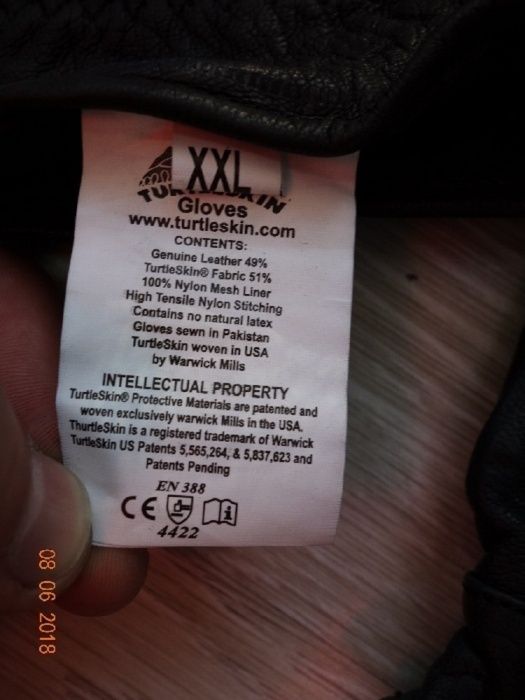 XXL
TURTLESKIN
Gloves
www.turtleskin.com
CONTENTS:
Genuine Leather 49%
TurtleSkin® Fabric 51%
100% Nylon Mesh Liner
High Tensile Nylon Stitching
Contains no natural latex
Gloves sewn in Pakistan
TurtleSkin woven in USA
by Warwick Mills
INTELLECTUAL PROPERTY
TurtleSkin® Protective Materials are patented and
woven exclusively warwick Mills in the USA.
ThurtleSkin is a registered trademark of Warwick
TurtleSkin US Patents 5,565,264, & 5,837,623 and
Patents Pending
EN 388
CE i
4422
08 06 2018